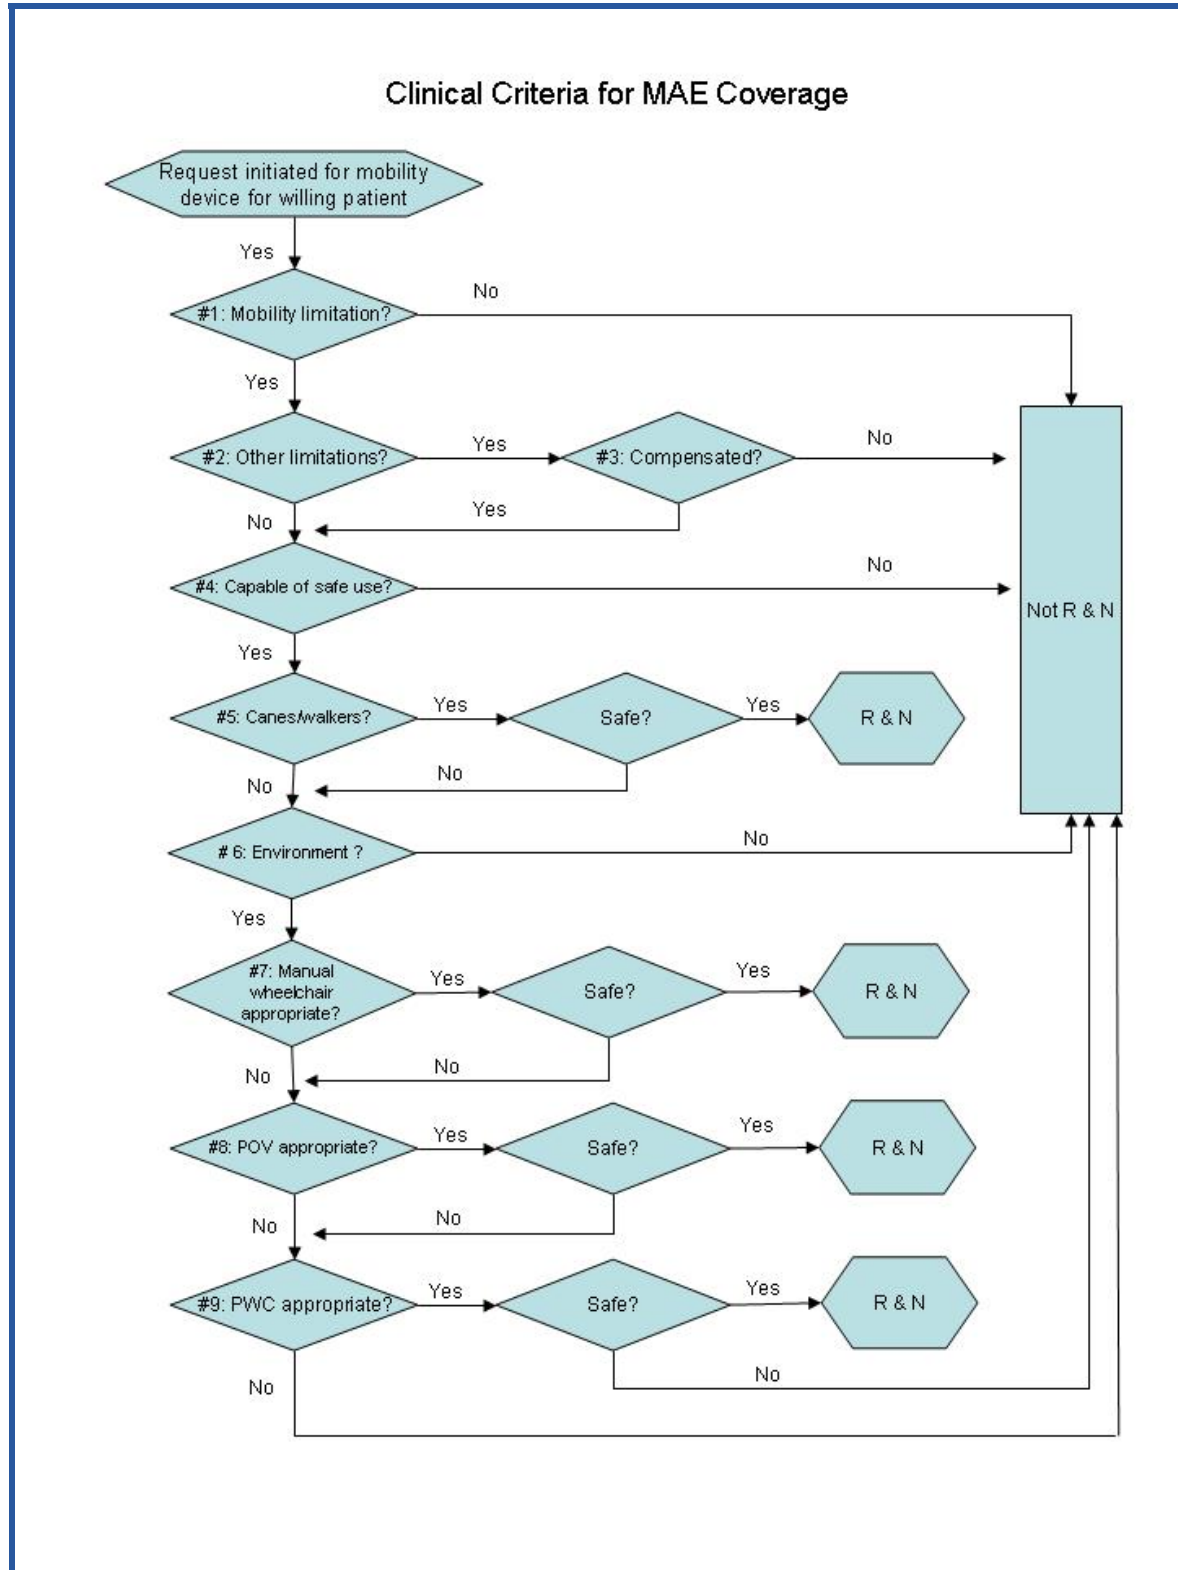 Clinical Criteria for MAE Coverage
Request initiated for mobility
device for willing patient
Yes
No
#1: Mobility limitation?
Yes
#2: Other limitations?
Yes
#3: Compensated?
No
Yes
No
#4: Capable of safe use?
No
Not R & N
Yes
#5: Canes/walkers?
Yes
Safe?
Yes
R & N
No
No
# 6: Environment ?
No
Yes
#7: Manual
wheelchair
appropriate?
Yes
Safe?
Yes
R & N
No
No
#8: POV appropriate?
Yes
Safe?
Yes
R & N
No
No
#9: PWC appropriate?
Yes
Safe?
Yes
R & N
No
No